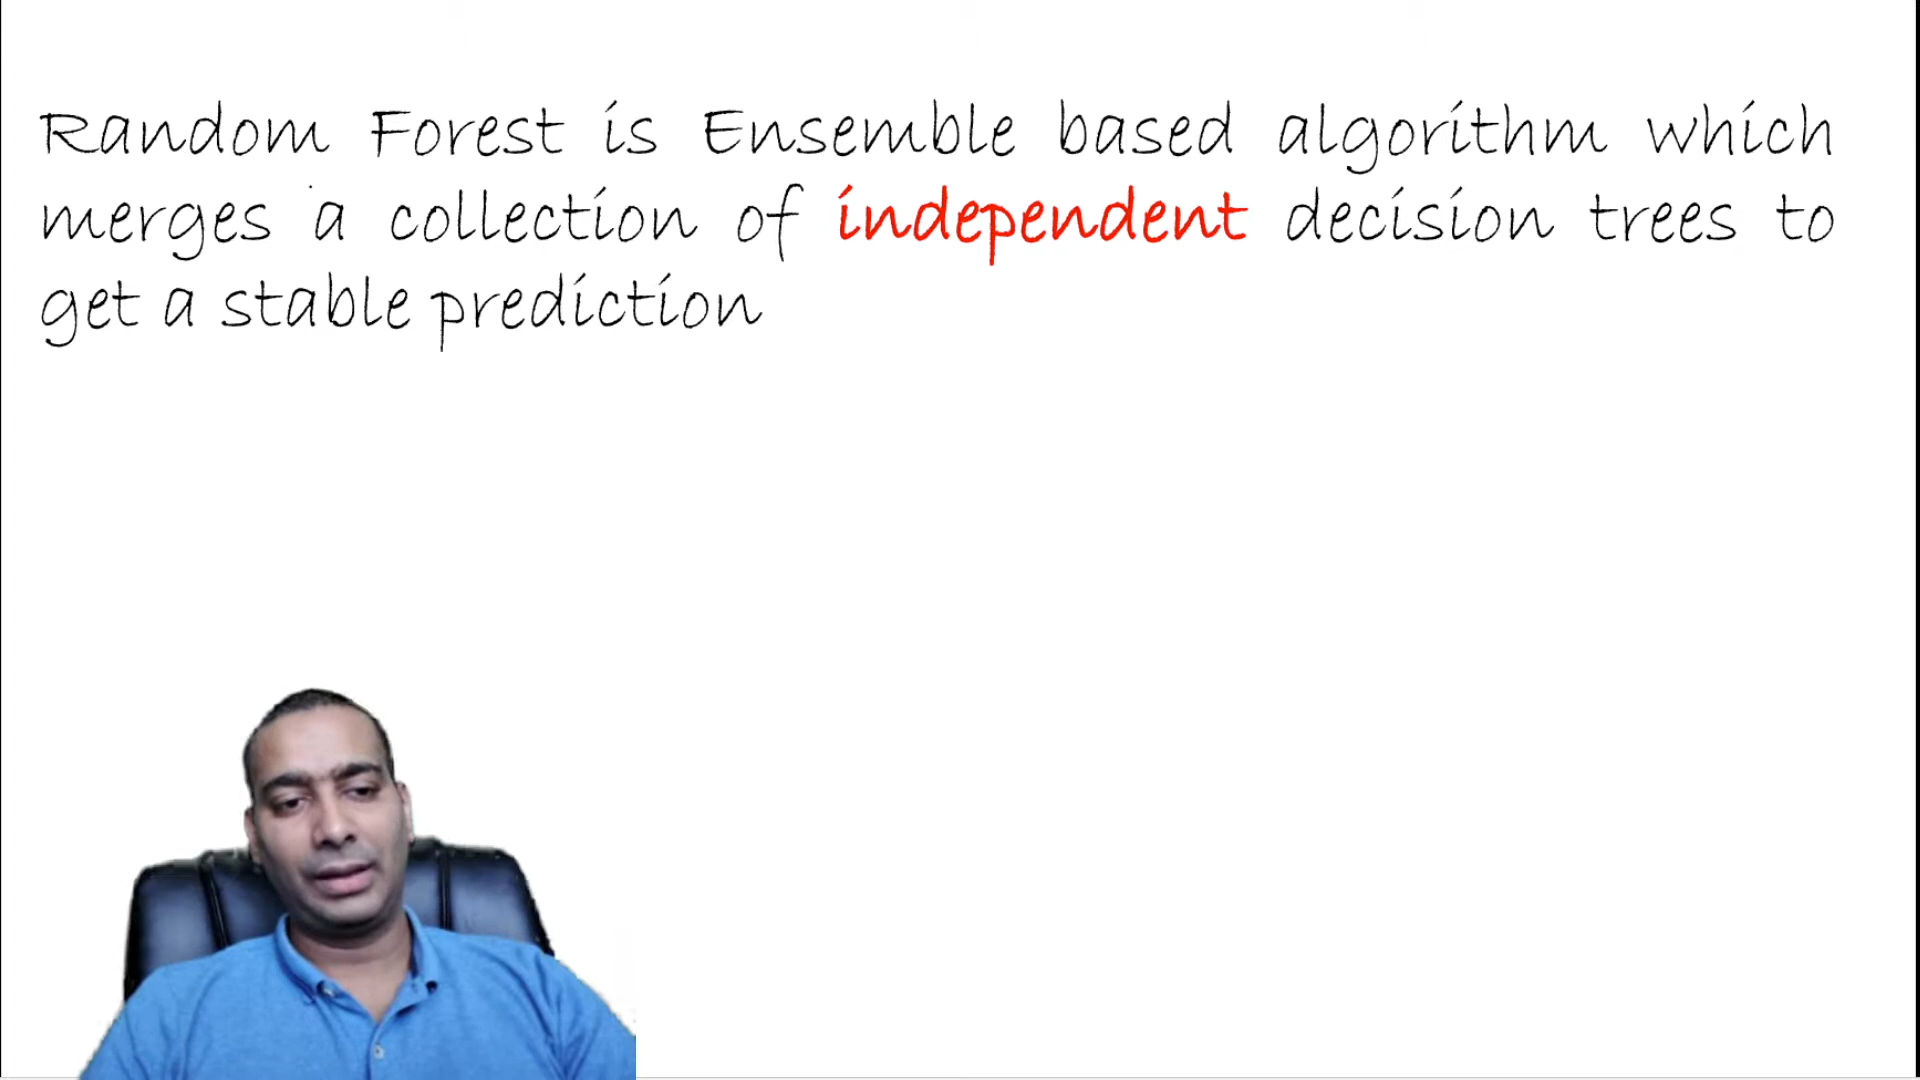 Random Forest is Ensemble based algorithm which
merges a collection of independent decision trees to
get a stable prediction